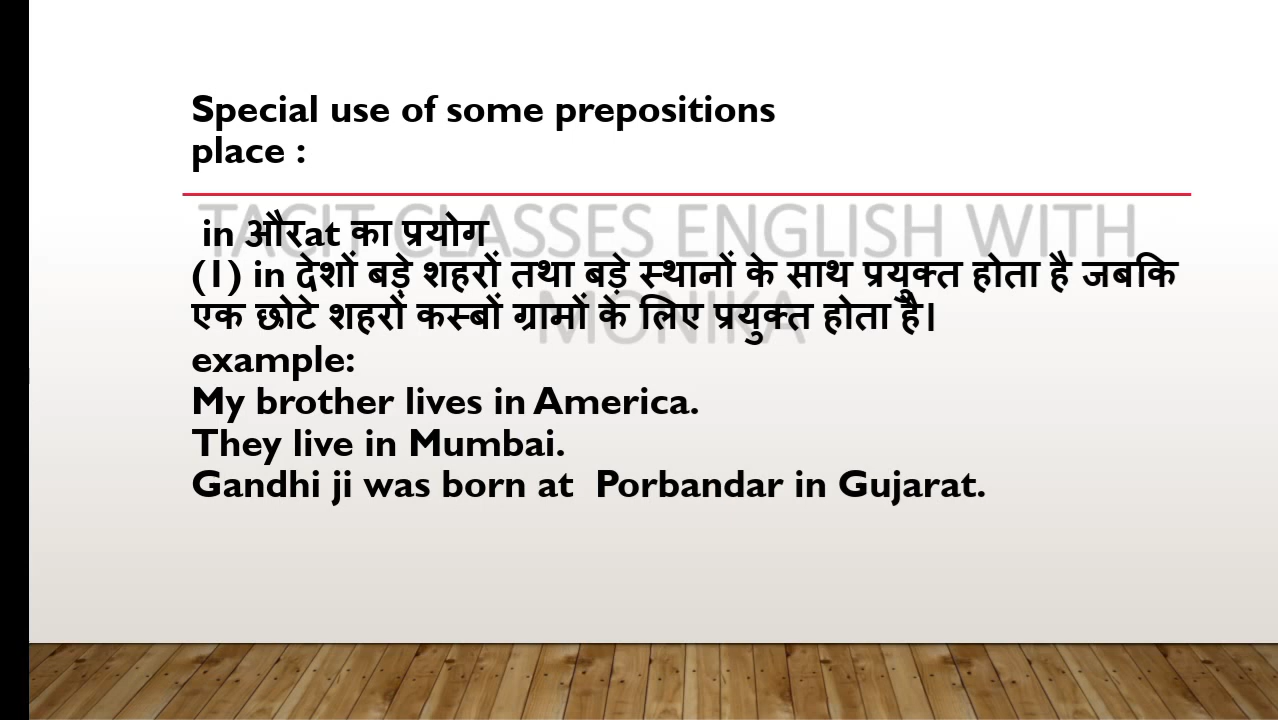 Special use of some prepositions
place :
TACIT CLASSES ENGLISH WITH
MONIKA
in औरat का प्रयोग
(1) in देशों बड़े शहरों तथा बड़े स्थानों के साथ प्रयुक्त होता है जबकि
एक छोटे शहरों कस्बों ग्रामों के लिए प्रयुक्त होता है।
example:
My brother lives in America.
They live in Mumbai.
Gandhi ji was born at Porbandar in Gujarat.